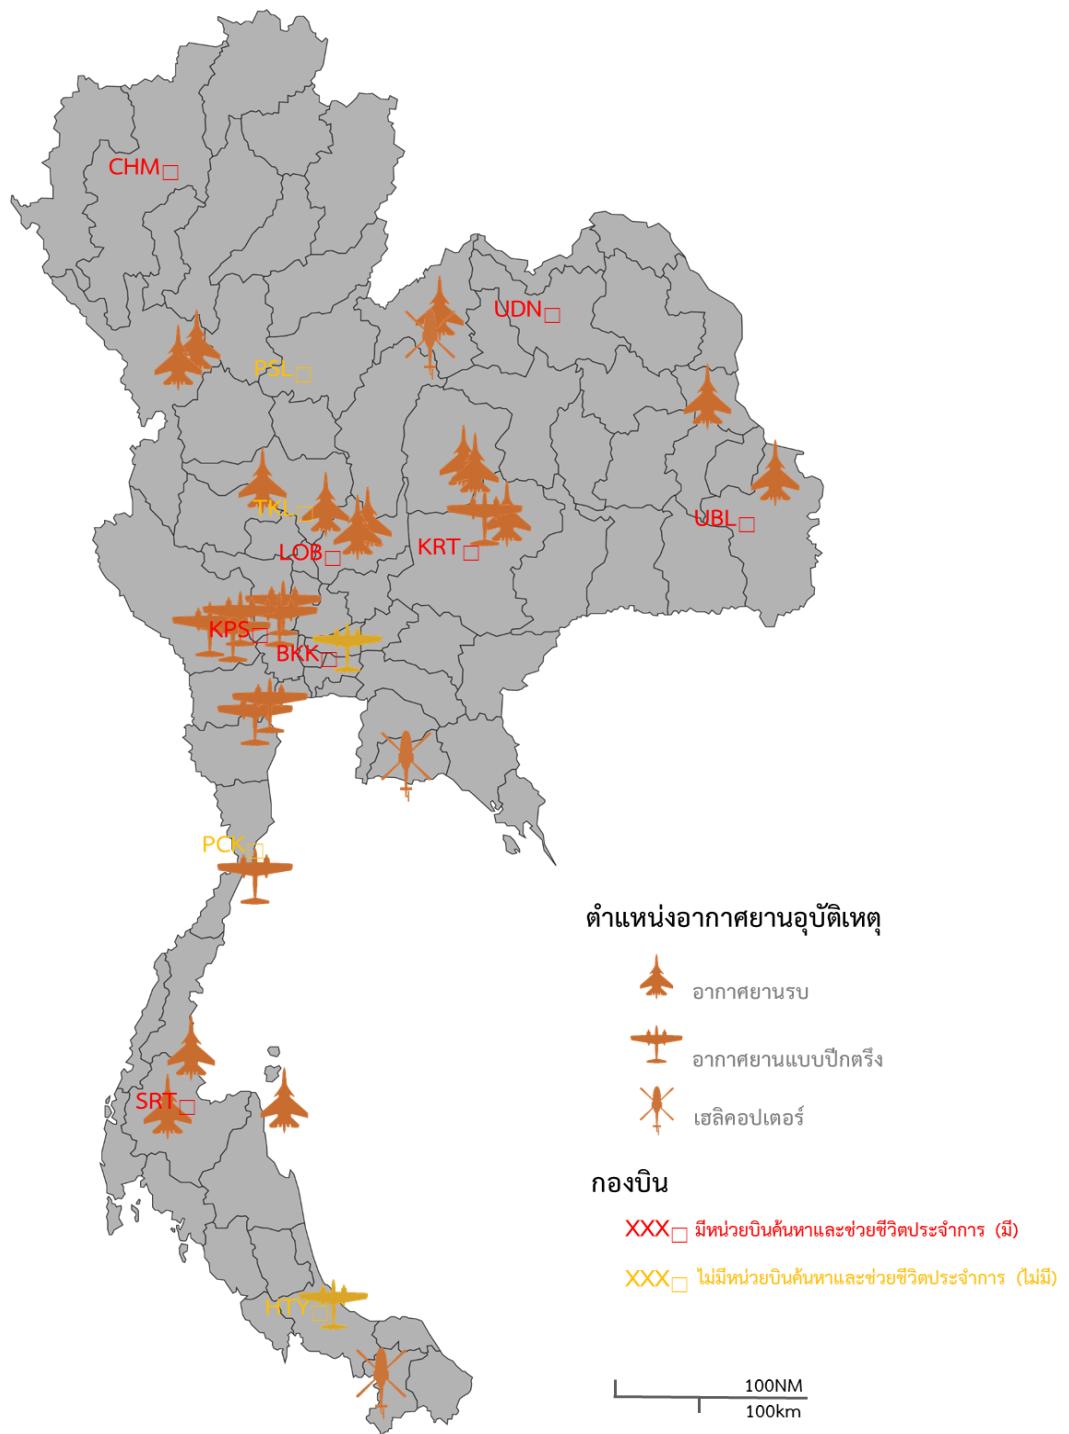 CHM
UDN
PSL
TKL
UBL
LOB
KRT
KPS
BKK
PCK
ตำแหน่งอากาศยานอุบัติเหตุ
อากาศยานรบ
อากาศยานแบบปีกตรึง
SRT
เฮลิคอปเตอร์
กองบิน
XXX□ มีหน่วยบินค้นหาและช่วยชีวิตประจำการ (มี)
XXX□ ไม่มีหน่วยบินค้นหาและช่วยชีวิตประจำการ (ไม่มี)
HTY
100NM
100km